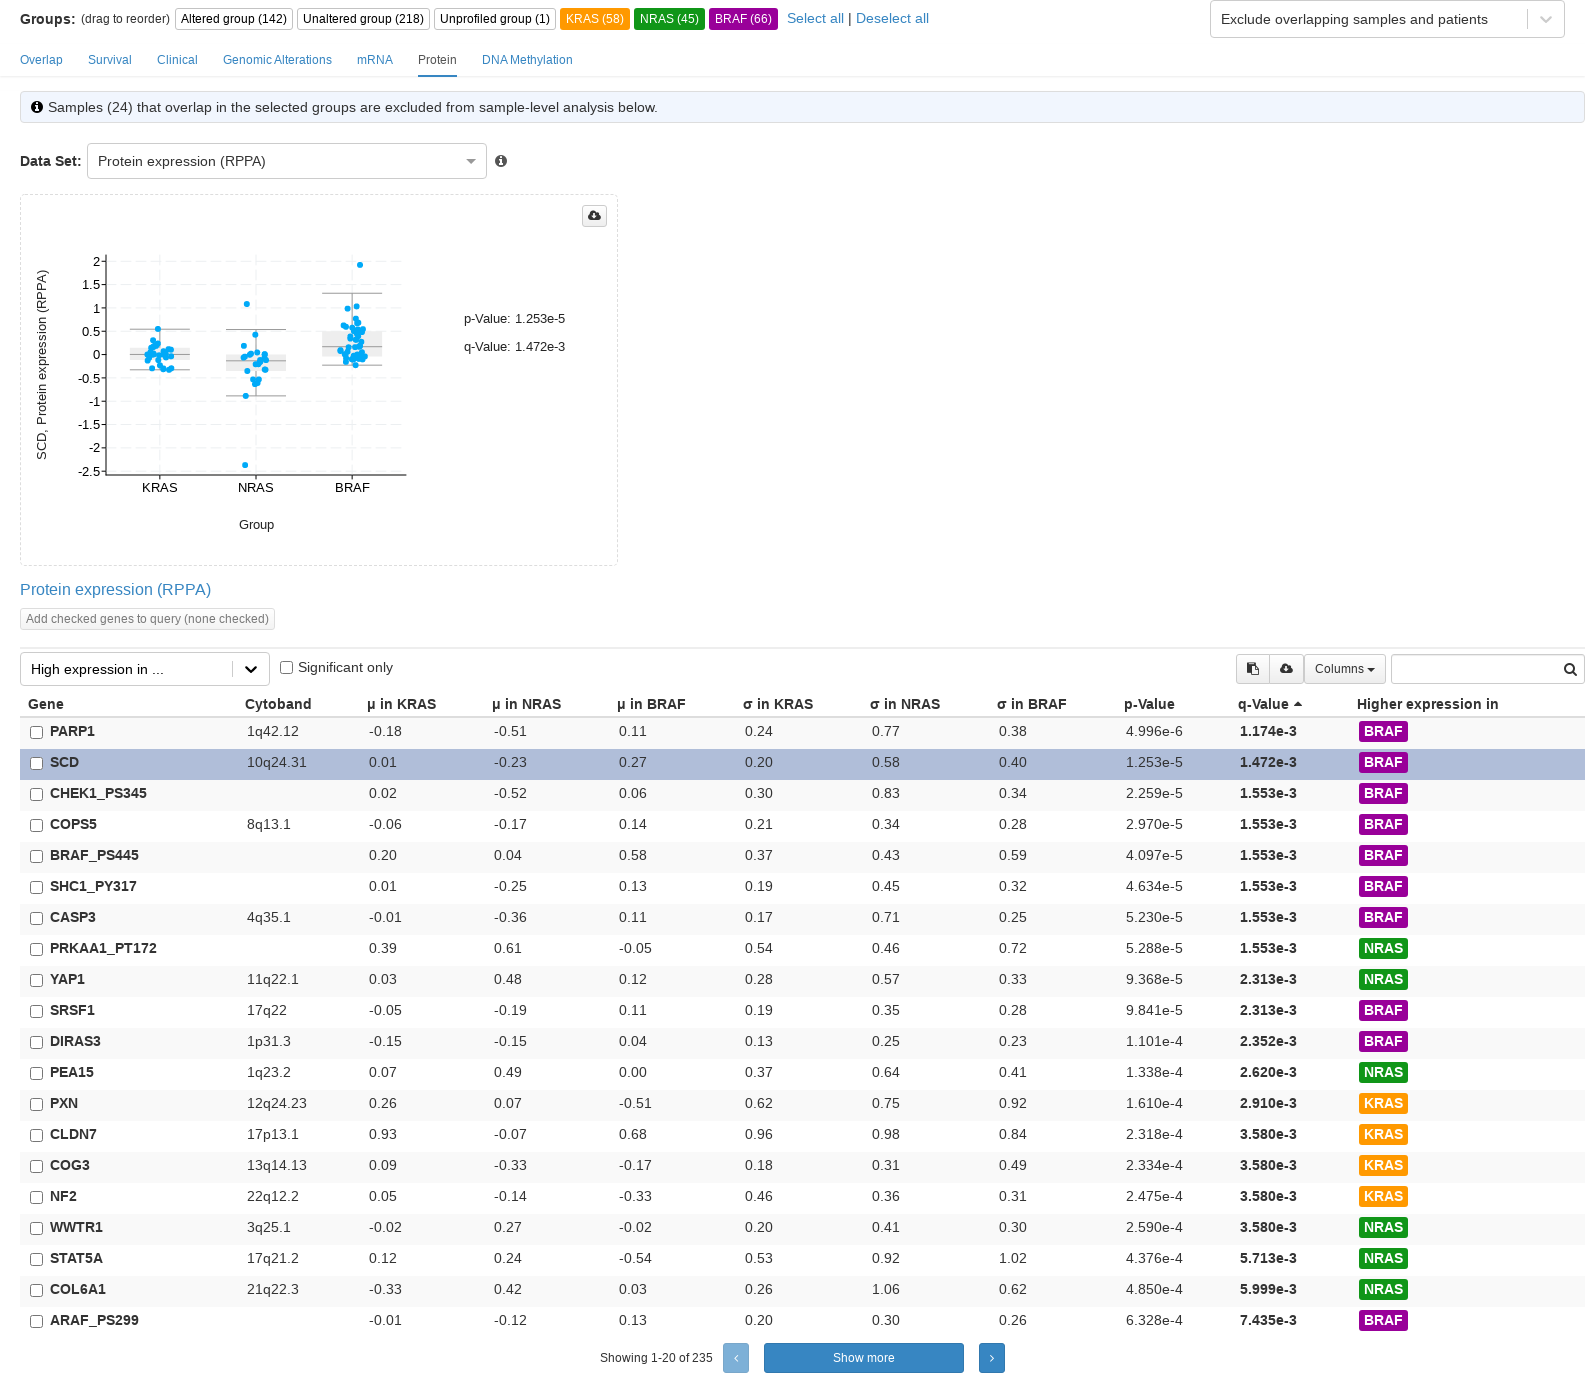 Groups: (drag to reorder) Altered group (142) Unaltered group (218) Unprofiled group (1) KRAS (58) NRAS (45) BRAF (66) Select all | Deselect all Exclude overlapping samples and patients
Overlap Survival Clinical Genomic Alterations mRNA Protein DNA Methylation
Samples (24) that overlap in the selected groups are excluded from sample-level analysis below.
Data Set: Protein expression (RPPA)
SCD, Protein expression (RPPA)
2
1.5
1
0.5
0
-0.5
-1
-1.5
-2
-2.5
KRAS NRAS BRAF
Group
p-Value: 1.253e-5
q-Value: 1.472e-3
Protein expression (RPPA)
Add checked genes to query (none checked)
High expression in ... Significant only Columns
Gene Cytoband μ in KRAS μ in NRAS μ in BRAF σ in KRAS σ in NRAS σ in BRAF p-Value q-Value Higher expression in
PARP1 1q42.12 -0.18 -0.51 0.11 0.24 0.77 0.38 4.996e-6 1.174e-3 BRAF
SCD 10q24.31 0.01 -0.23 0.27 0.20 0.58 0.40 1.253e-5 1.472e-3 BRAF
CHEK1_PS345 0.02 -0.52 0.06 0.30 0.83 0.34 2.259e-5 1.553e-3 BRAF
COPS5 8q13.1 -0.06 -0.17 0.14 0.21 0.34 0.28 2.970e-5 1.553e-3 BRAF
BRAF_PS445 0.20 0.04 0.58 0.37 0.43 0.59 4.097e-5 1.553e-3 BRAF
SHC1_PY317 0.01 -0.25 0.13 0.19 0.45 0.32 4.634e-5 1.553e-3 BRAF
CASP3 4q35.1 -0.01 -0.36 0.11 0.17 0.71 0.25 5.230e-5 1.553e-3 BRAF
PRKAA1_PT172 0.39 0.61 -0.05 0.54 0.46 0.72 5.288e-5 1.553e-3 NRAS
YAP1 11q22.1 0.03 0.48 0.12 0.28 0.57 0.33 9.368e-5 2.313e-3 NRAS
SRSF1 17q22 -0.05 -0.19 0.11 0.19 0.35 0.28 9.841e-5 2.313e-3 BRAF
DIRAS3 1p31.3 -0.15 -0.15 0.04 0.13 0.25 0.23 1.101e-4 2.352e-3 BRAF
PEA15 1q23.2 0.07 0.49 0.00 0.37 0.64 0.41 1.338e-4 2.620e-3 NRAS
PXN 12q24.23 0.26 0.07 -0.51 0.62 0.75 0.92 1.610e-4 2.910e-3 KRAS
CLDN7 17p13.1 0.93 -0.07 0.68 0.96 0.98 0.84 2.318e-4 3.580e-3 KRAS
COG3 13q14.13 0.09 -0.33 -0.17 0.18 0.31 0.49 2.334e-4 3.580e-3 KRAS
NF2 22q12.2 0.05 -0.14 -0.33 0.46 0.36 0.31 2.475e-4 3.580e-3 KRAS
WWTR1 3q25.1 -0.02 0.27 -0.02 0.20 0.41 0.30 2.590e-4 3.580e-3 NRAS
STAT5A 17q21.2 0.12 0.24 -0.54 0.53 0.92 1.02 4.376e-4 5.713e-3 NRAS
COL6A1 21q22.3 -0.33 0.42 0.03 0.26 1.06 0.62 4.850e-4 5.999e-3 NRAS
ARAF_PS299 -0.01 -0.12 0.13 0.20 0.30 0.26 6.328e-4 7.435e-3 BRAF
Showing 1-20 of 235 ‹ Show more ›